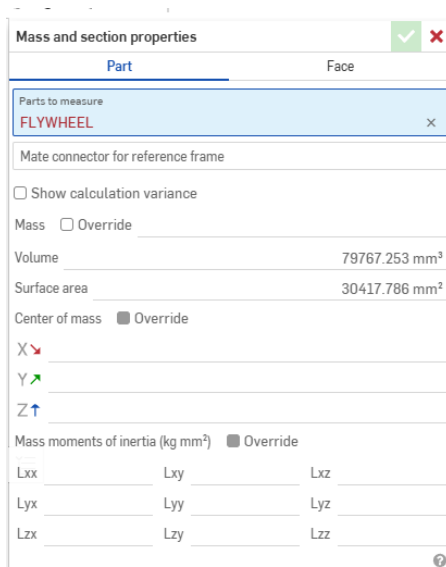 Mass and section properties
Part Face
Parts to measure
FLYWHEEL
Mate connector for reference frame
Show calculation variance
Mass Override
Volume 79767.253 mm³
Surface area 30417.786 mm²
Center of mass Override
X
Y
Z
Mass moments of inertia (kg mm²) Override
Lxx Lxy Lxz
Lyx Lyy Lyz
Lzx Lzy Lzz